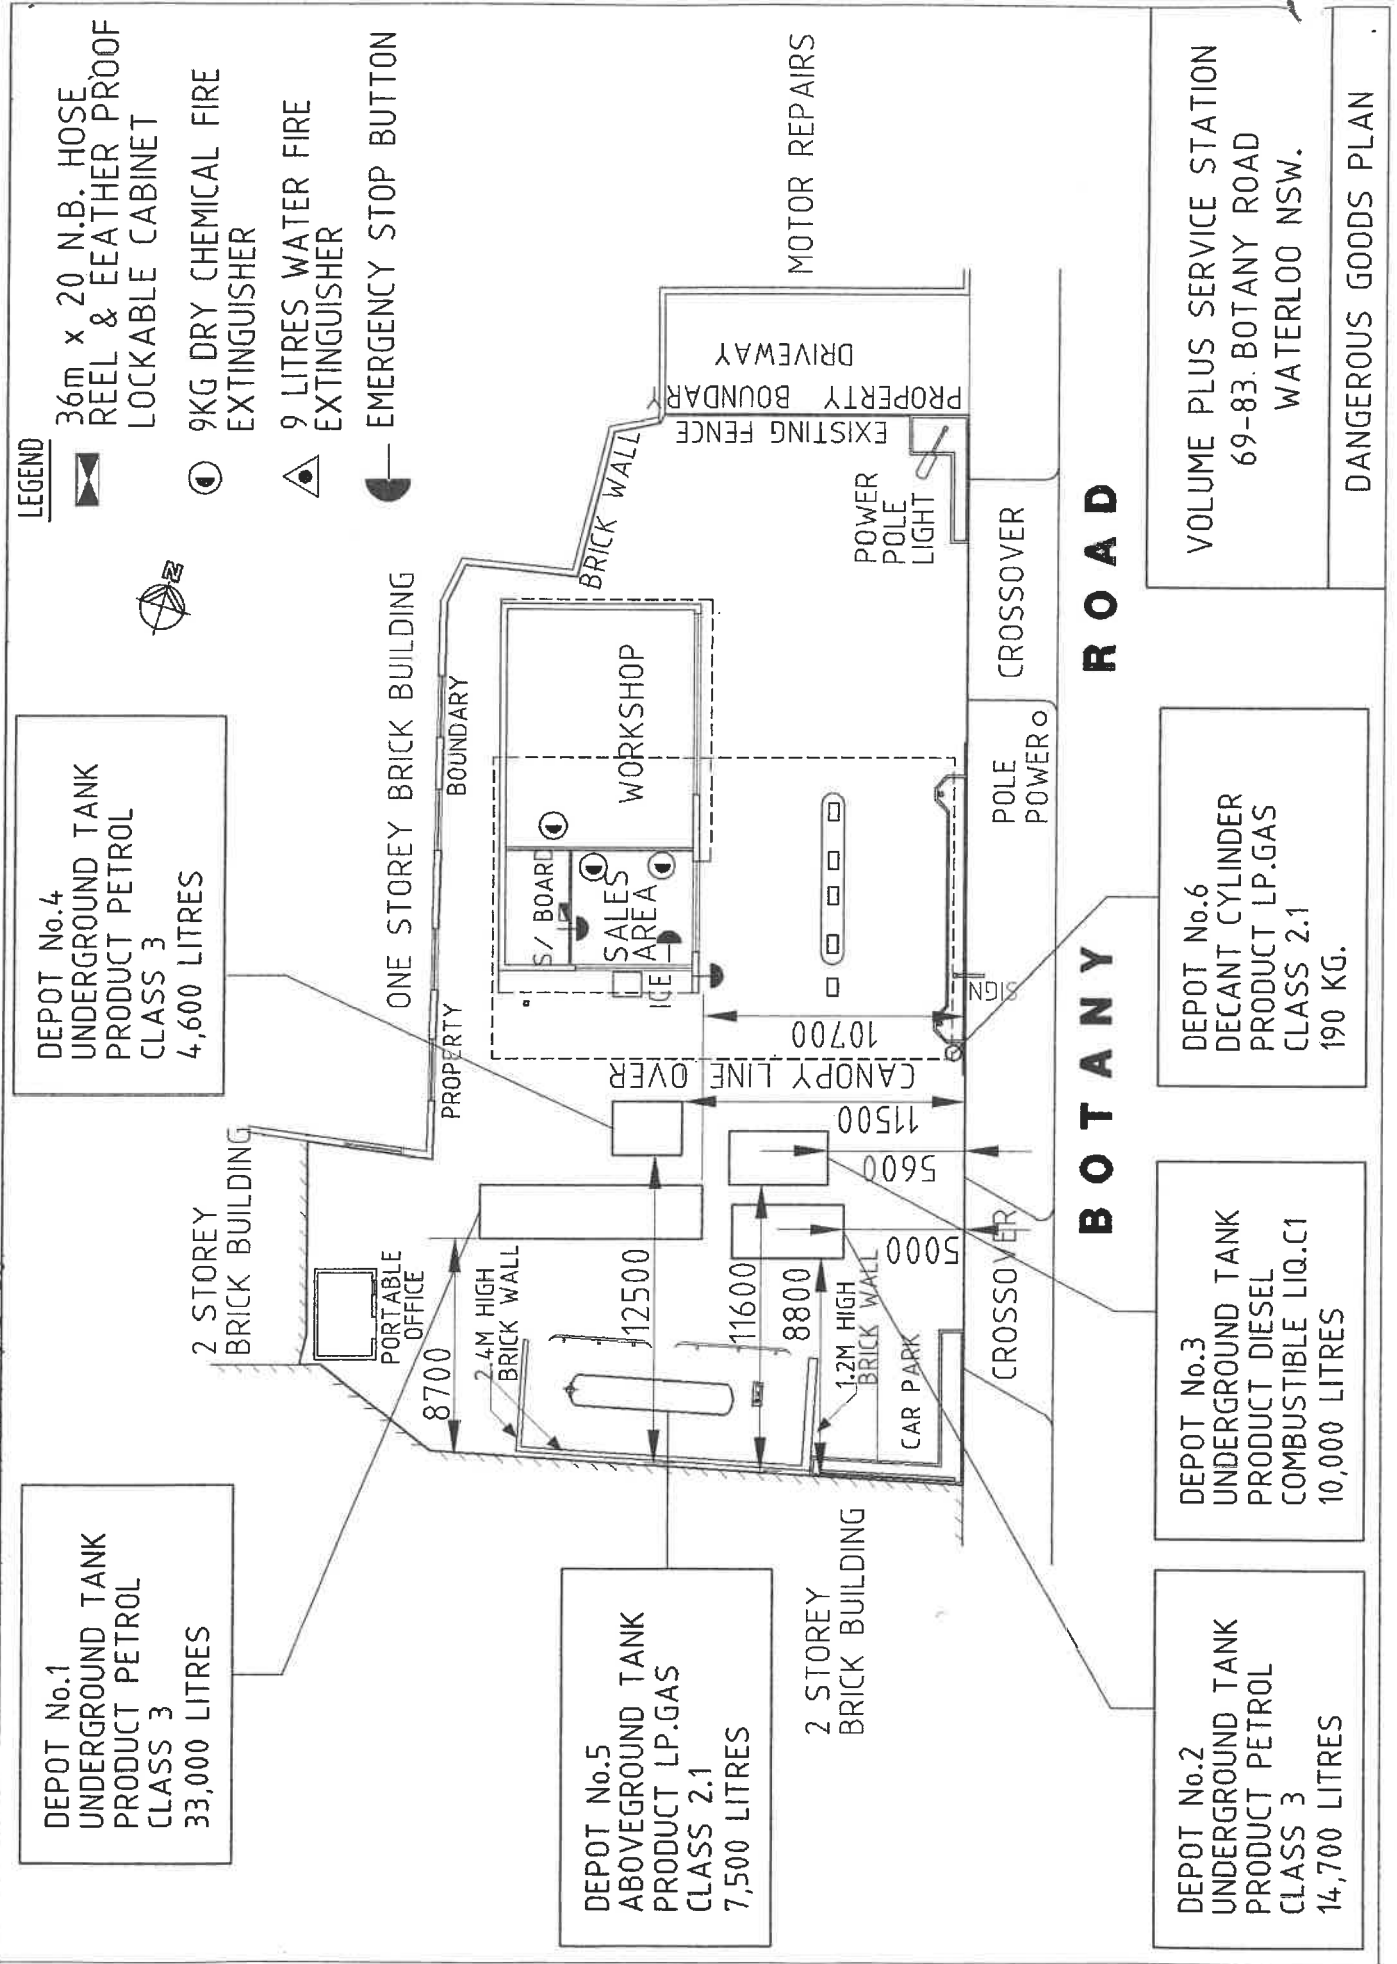 LEGEND
36m x 20 N.B. HOSE
REEL & EEATHER PROOF
LOCKABLE CABINET
9KG DRY CHEMICAL FIRE
EXTINGUISHER
9 LITRES WATER FIRE
EXTINGUISHER
EMERGENCY STOP BUTTON
N
DEPOT No.1
UNDERGROUND TANK
PRODUCT PETROL
CLASS 3
33,000 LITRES
DEPOT No.4
UNDERGROUND TANK
PRODUCT PETROL
CLASS 3
4,600 LITRES
2 STOREY
BRICK BUILDING
ONE STOREY BRICK BUILDING
PROPERTY
BOUNDARY
PORTABLE
OFFICE
8700
2.4M HIGH
BRICK WALL
12500
11600
8800
1.2M HIGH
BRICK WALL
CAR PARK
5000
5600
11500
CANOPY LINE OVER
10700
S/BOARD
SALES
AREA
ICE
WORKSHOP
BRICK WALL
EXISTING FENCE
PROPERTY BOUNDARY
DRIVEWAY
MOTOR REPAIRS
POWER
POLE
LIGHT
SIGN
CROSSOVER
POLE
POWER
CROSSOVER
BOTANY ROAD
DEPOT No.5
ABOVEGROUND TANK
PRODUCT LP.GAS
CLASS 2.1
7,500 LITRES
2 STOREY
BRICK BUILDING
DEPOT No.2
UNDERGROUND TANK
PRODUCT PETROL
CLASS 3
14,700 LITRES
DEPOT No.3
UNDERGROUND TANK
PRODUCT DIESEL
COMBUSTIBLE LIQ.C1
10,000 LITRES
DEPOT No.6
DECANT CYLINDER
PRODUCT LP.GAS
CLASS 2.1
190 KG.
VOLUME PLUS SERVICE STATION
69-83. BOTANY ROAD
WATERLOO NSW.
DANGEROUS GOODS PLAN